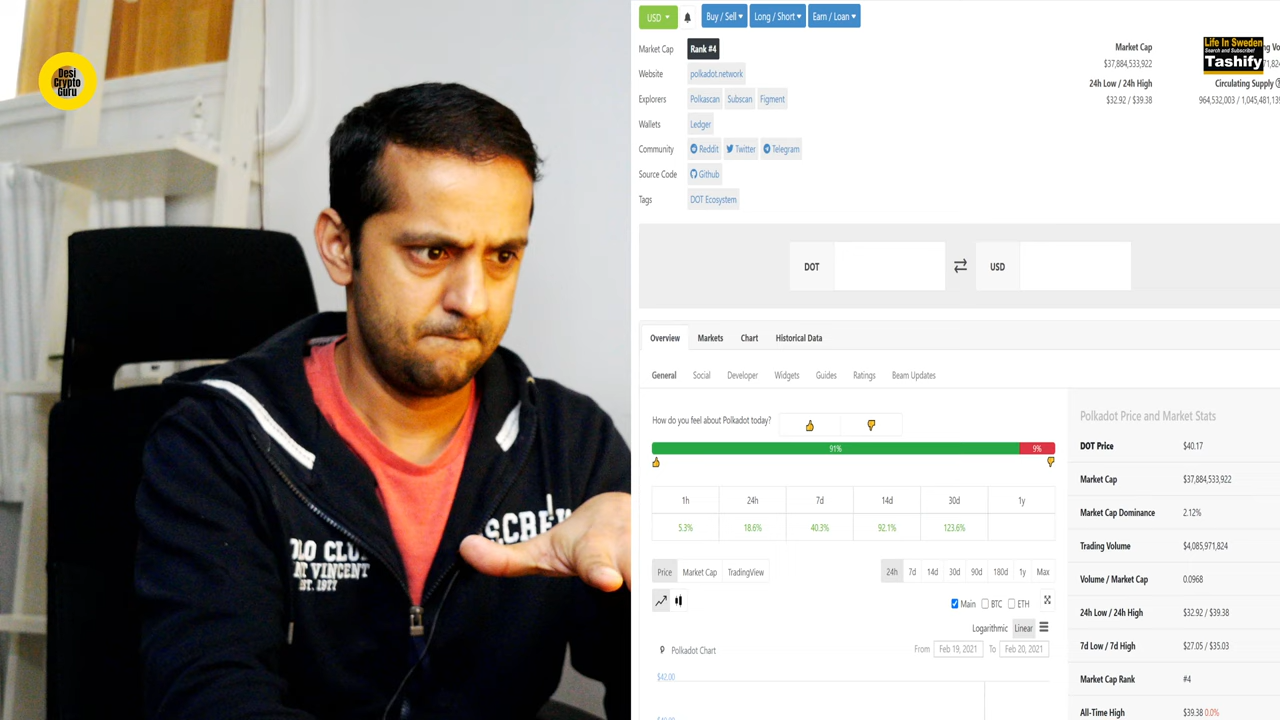 Desi
Crypto
Guru
POLO CLUB
ST VINCENT
EST. 1977
USD
Buy / Sell
Long / Short
Earn / Loan
Market Cap
Rank #4
Website
polkadot.network
Explorers
Polkascan
Subscan
Figment
Wallets
Ledger
Community
Reddit
Twitter
Telegram
Source Code
Github
Tags
DOT Ecosystem
Market Cap
$37,884,533,922
24h Low / 24h High
$32.92 / $39.38
Life In Sweden
Search and Subscribe!
Tashify
Circulating Supply
964,532,003 / 1,045,481,139
DOT
USD
Overview
Markets
Chart
Historical Data
General
Social
Developer
Widgets
Guides
Ratings
Beam Updates
How do you feel about Polkadot today?
91%
9%
1h 24h 7d 14d 30d 1y
5.3% 18.6% 40.3% 92.1% 123.6%
Price
Market Cap
TradingView
24h 7d 14d 30d 90d 180d 1y Max
Main BTC ETH
Logarithmic Linear
Polkadot Chart
From Feb 19, 2021 To Feb 20, 2021
$42.00
Polkadot Price and Market Stats
DOT Price $40.17
Market Cap $37,884,533,922
Market Cap Dominance 2.12%
Trading Volume $4,085,971,824
Volume / Market Cap 0.0968
24h Low / 24h High $32.92 / $39.38
7d Low / 7d High $27.05 / $35.03
Market Cap Rank #4
All-Time High $39.38 0.0%